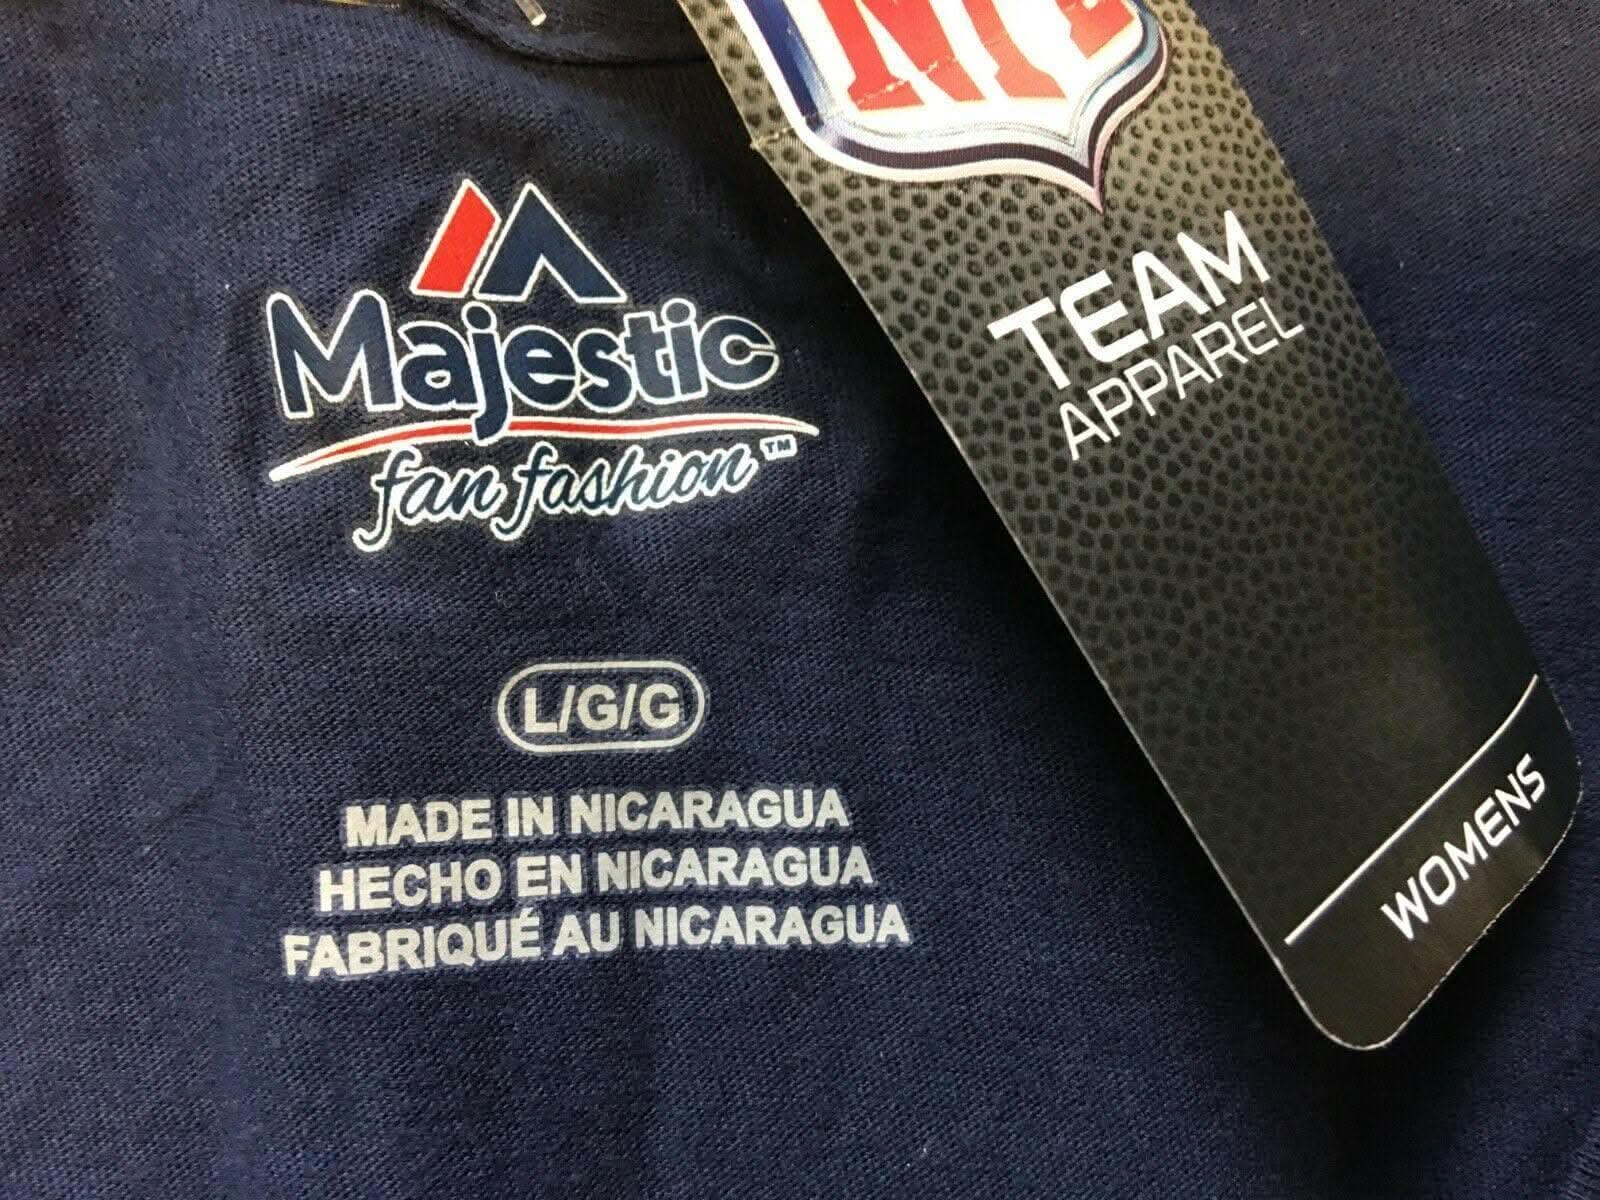 Majestic
fan fashion™
L/G/G
MADE IN NICARAGUA
HECHO EN NICARAGUA
FABRIQUÉ AU NICARAGUA
TEAM
APPAREL
WOMENS